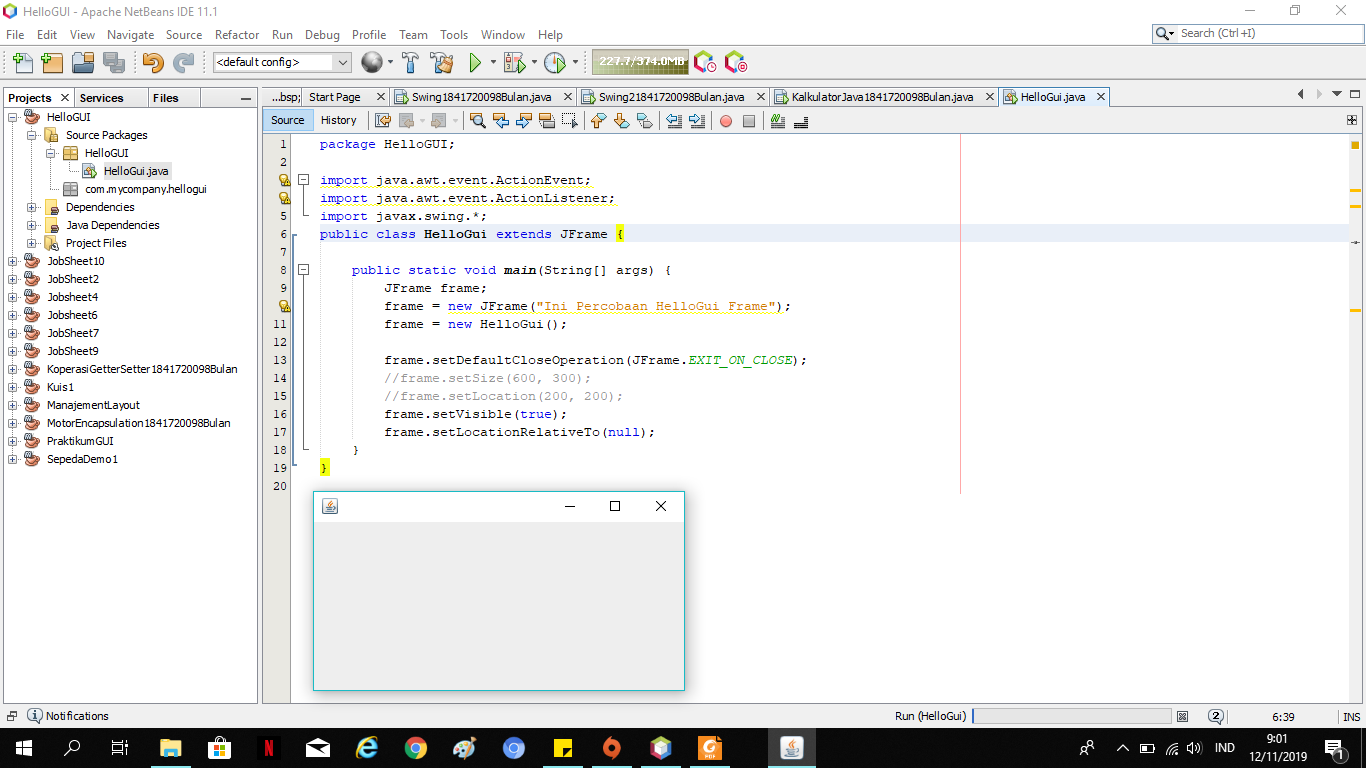 HelloGUI - Apache NetBeans IDE 11.1
File Edit View Navigate Source Refactor Run Debug Profile Team Tools Window Help
Search (Ctrl+I)
<default config>
227.7/374.0MB
Projects Services Files
...bsp; Start Page Swing1841720098Bulan.java Swing21841720098Bulan.java KalkulatorJava1841720098Bulan.java HelloGui.java
Source History
HelloGUI
Source Packages
HelloGUI
HelloGui.java
com.mycompany.hellogui
Dependencies
Java Dependencies
Project Files
JobSheet10
JobSheet2
Jobsheet4
Jobsheet6
JobSheet7
JobSheet9
KoperasiGetterSetter1841720098Bulan
Kuis1
ManajementLayout
MotorEncapsulation1841720098Bulan
PraktikumGUI
SepedaDemo1
1 package HelloGUI;
2
import java.awt.event.ActionEvent;
import java.awt.event.ActionListener;
5 import javax.swing.*;
6 public class HelloGui extends JFrame {
7
8 public static void main(String[] args) {
9 JFrame frame;
frame = new JFrame("Ini Percobaan HelloGui Frame");
11 frame = new HelloGui();
12
13 frame.setDefaultCloseOperation(JFrame.EXIT_ON_CLOSE);
14 //frame.setSize(600, 300);
15 //frame.setLocation(200, 200);
16 frame.setVisible(true);
17 frame.setLocationRelativeTo(null);
18 }
19 }
20
Notifications
Run (HelloGui)
2
6:39
INS
IND
9:01
12/11/2019
1